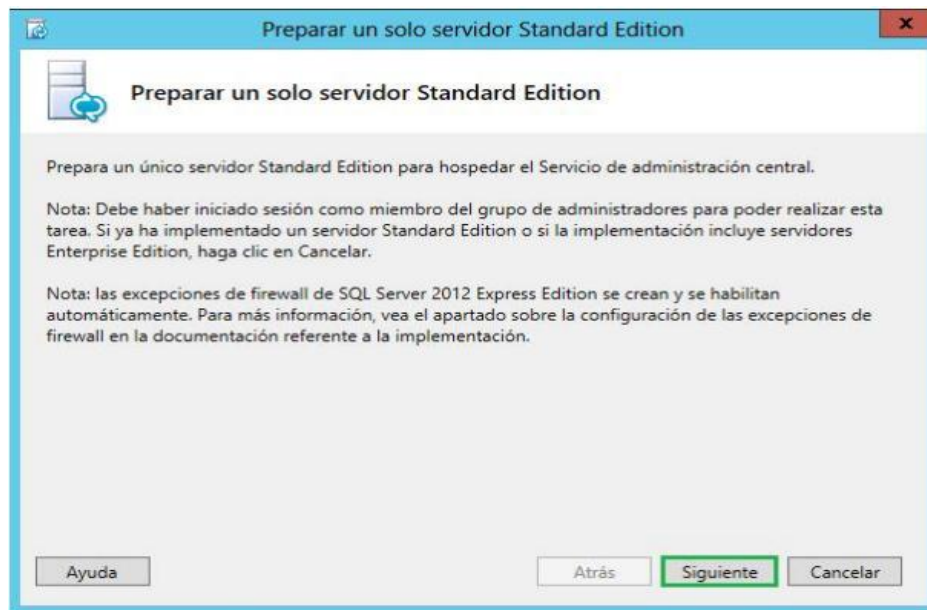 Preparar un solo servidor Standard Edition
x
Preparar un solo servidor Standard Edition
Prepara un único servidor Standard Edition para hospedar el Servicio de administración central.
Nota: Debe haber iniciado sesión como miembro del grupo de administradores para poder realizar esta
tarea. Si ya ha implementado un servidor Standard Edition o si la implementación incluye servidores
Enterprise Edition, haga clic en Cancelar.
Nota: las excepciones de firewall de SQL Server 2012 Express Edition se crean y se habilitan
automáticamente. Para más información, vea el apartado sobre la configuración de las excepciones de
firewall en la documentación referente a la implementación.
Ayuda Atrás Siguiente Cancelar